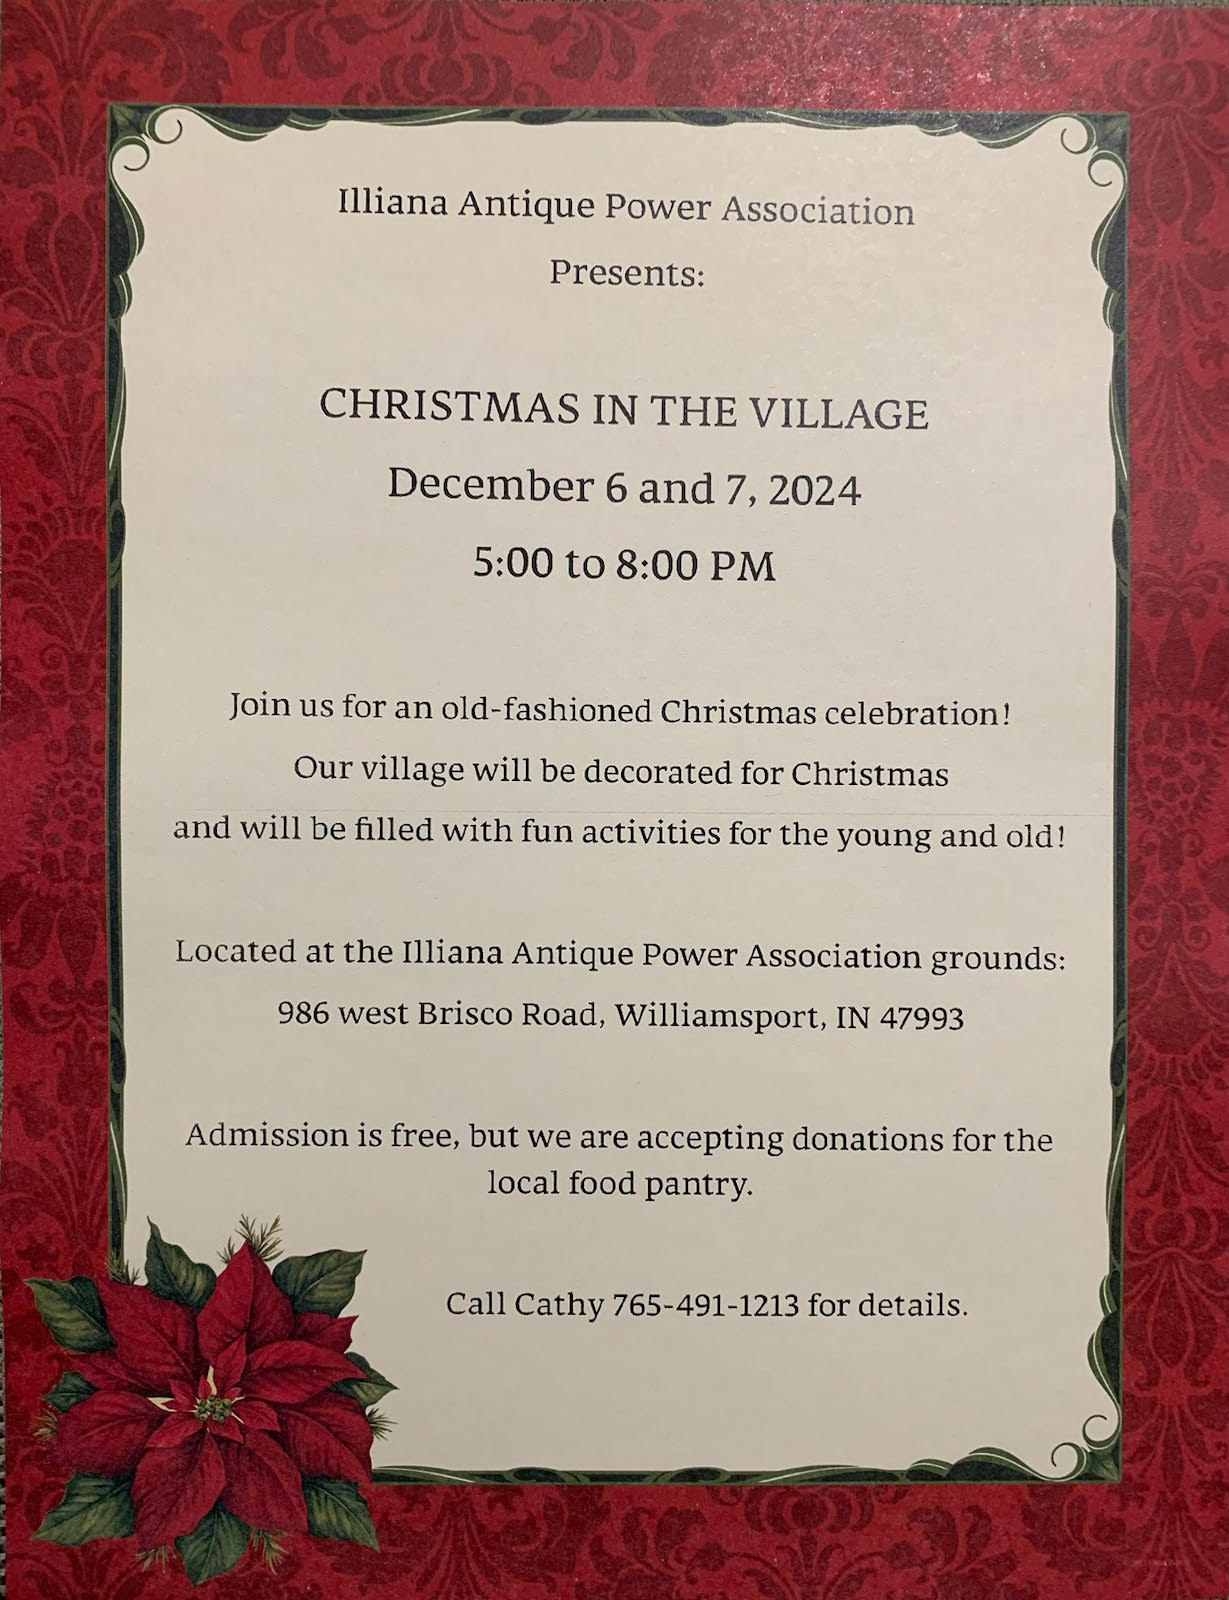 Illiana Antique Power Association
Presents:
CHRISTMAS IN THE VILLAGE
December 6 and 7, 2024
5:00 to 8:00 PM
Join us for an old-fashioned Christmas celebration!
Our village will be decorated for Christmas
and will be filled with fun activities for the young and old!
Located at the Illiana Antique Power Association grounds:
986 west Brisco Road, Williamsport, IN 47993
Admission is free, but we are accepting donations for the
local food pantry.
Call Cathy 765-491-1213 for details.